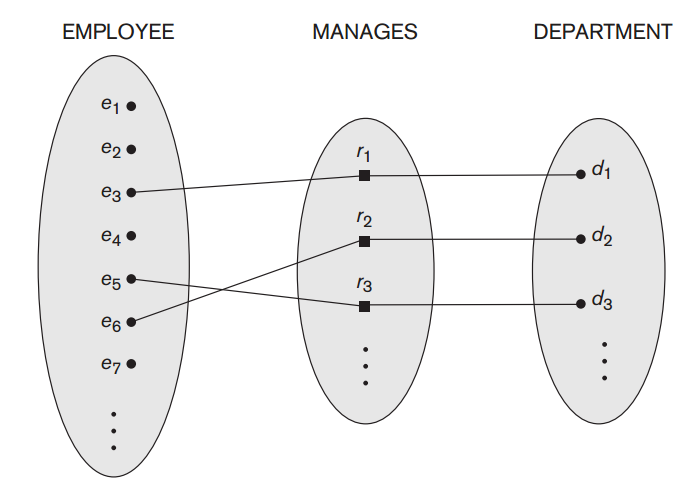 EMPLOYEE MANAGES DEPARTMENT
e1
e2
e3
e4
e5
e6
e7
r1
r2
r3
d1
d2
d3